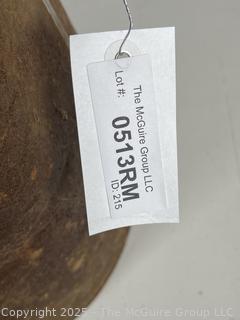 The McGuire Group LLC
Lot #:
0513RM
ID: 215
Copyright 2025 - The McGuire Group LLC